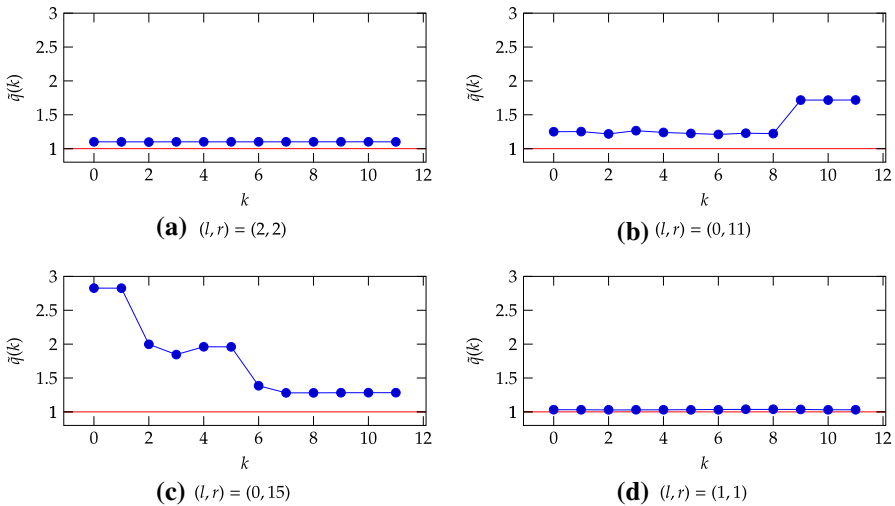 3
2.5
2
1.5
1
q̃(k)
0 2 4 6 8 10 12
k
(a) (l, r) = (2, 2)
3
2.5
2
1.5
1
q̃(k)
0 2 4 6 8 10 12
k
(b) (l, r) = (0, 11)
3
2.5
2
1.5
1
q̃(k)
0 2 4 6 8 10 12
k
(c) (l, r) = (0, 15)
3
2.5
2
1.5
1
q̃(k)
0 2 4 6 8 10 12
k
(d) (l, r) = (1, 1)